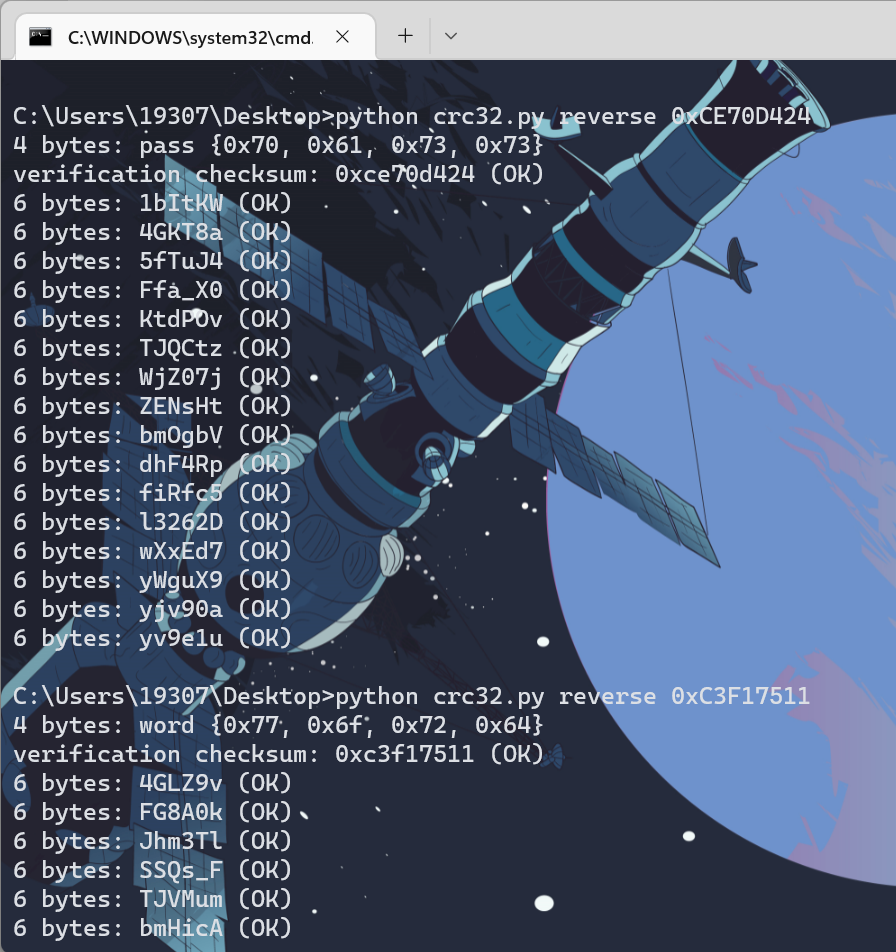 C:\WINDOWS\system32\cmd.
C:\Users\19307\Desktop>python crc32.py reverse 0xCE70D424
4 bytes: pass {0x70, 0x61, 0x73, 0x73}
verification checksum: 0xce70d424 (OK)
6 bytes: 1bItKW (OK)
6 bytes: 4GKT8a (OK)
6 bytes: 5fTuJ4 (OK)
6 bytes: Ffa_X0 (OK)
6 bytes: KtdPOv (OK)
6 bytes: TJQCtz (OK)
6 bytes: WjZ07j (OK)
6 bytes: ZENsHt (OK)
6 bytes: bmOgbV (OK)
6 bytes: dhF4Rp (OK)
6 bytes: fiRfc5 (OK)
6 bytes: l3262D (OK)
6 bytes: wXxEd7 (OK)
6 bytes: yWguX9 (OK)
6 bytes: yjv90a (OK)
6 bytes: yv9e1u (OK)
C:\Users\19307\Desktop>python crc32.py reverse 0xC3F17511
4 bytes: word {0x77, 0x6f, 0x72, 0x64}
verification checksum: 0xc3f17511 (OK)
6 bytes: 4GLZ9v (OK)
6 bytes: FG8A0k (OK)
6 bytes: Jhm3Tl (OK)
6 bytes: SSQs_F (OK)
6 bytes: TJVMum (OK)
6 bytes: bmHicA (OK)